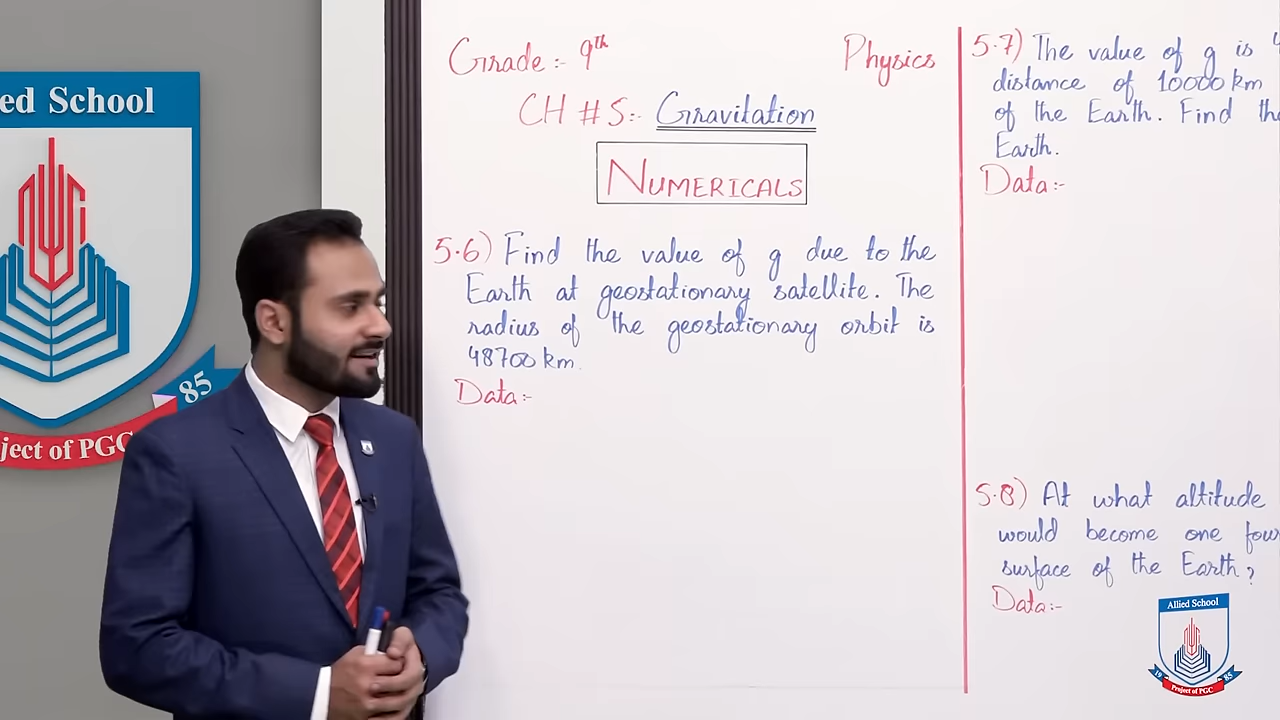 ed School
85
ject of PGC
Grade:- 9th
Physics
CH # 5:- Gravitation
NUMERICALS
5.6) Find the value of g due to the
Earth at geostationary satellite. The
radius of the geostationary orbit is
48700 km.
Data:-
5.7) The value of g is 4
distance of 10000 km
of the Earth. Find the
Earth.
Data:-
5.8) At what altitude
would become one four
surface of the Earth?
Data:-
Allied School
19 85
Project of PGC